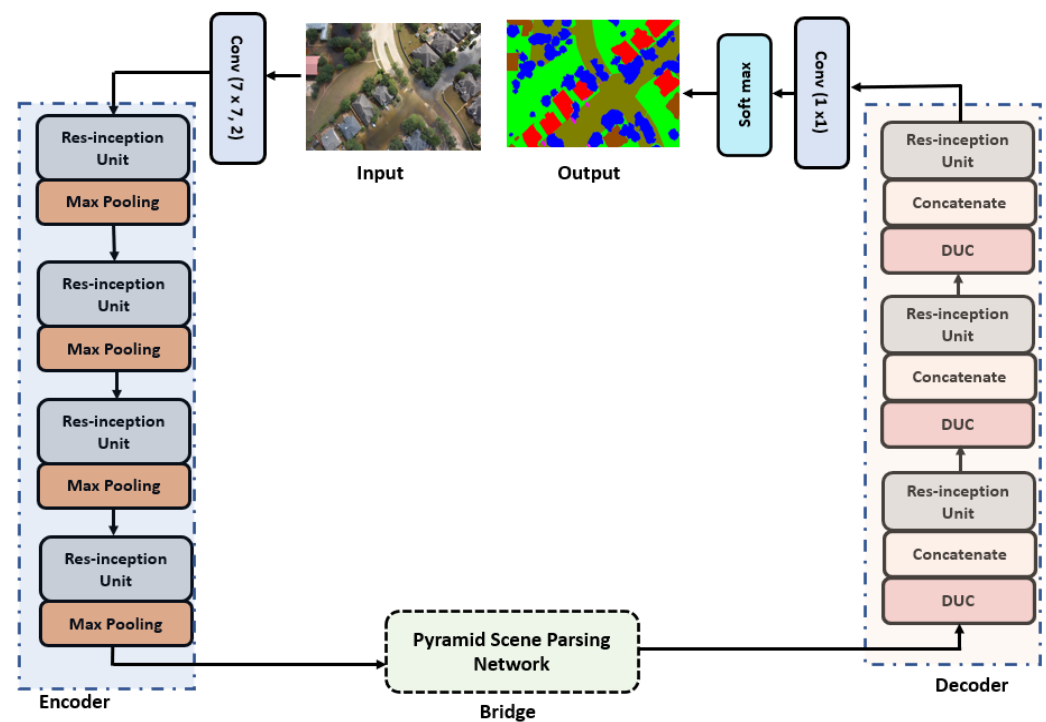 Conv (7 x 7, 2)
Input
Output
Soft max
Conv (1 x1)
Res-inception
Unit
Max Pooling
Res-inception
Unit
Max Pooling
Res-inception
Unit
Max Pooling
Res-inception
Unit
Max Pooling
Encoder
Pyramid Scene Parsing
Network
Bridge
Res-inception
Unit
Concatenate
DUC
Res-inception
Unit
Concatenate
DUC
Res-inception
Unit
Concatenate
DUC
Decoder